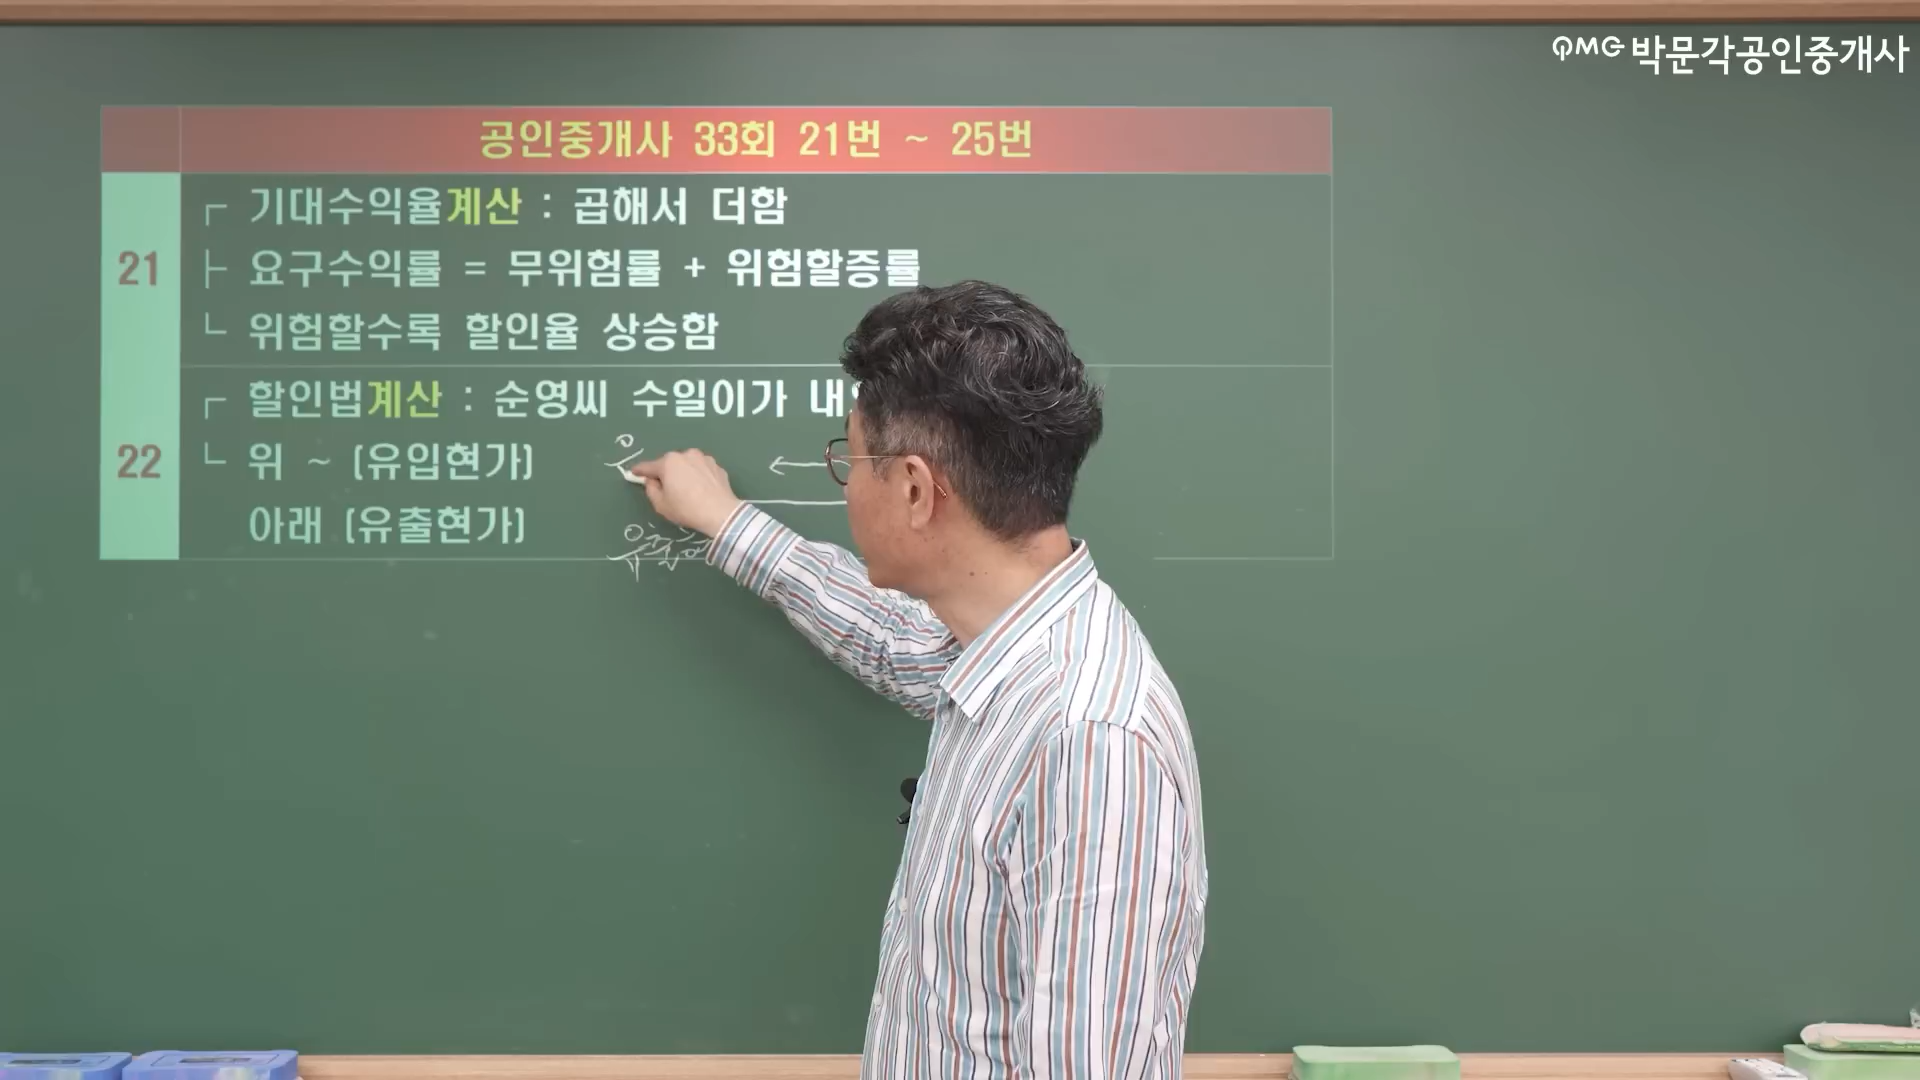 PMG 박문각공인중개사
공인중개사 33회 21번 ~ 25번
21
┌ 기대수익율계산 : 곱해서 더함
├ 요구수익률 = 무위험률 + 위험할증률
└ 위험할수록 할인율 상승함
22
┌ 할인법계산 : 순영씨 수일이가 내
└ 위 ~ (유입현가)
아래 (유출현가)
유출현